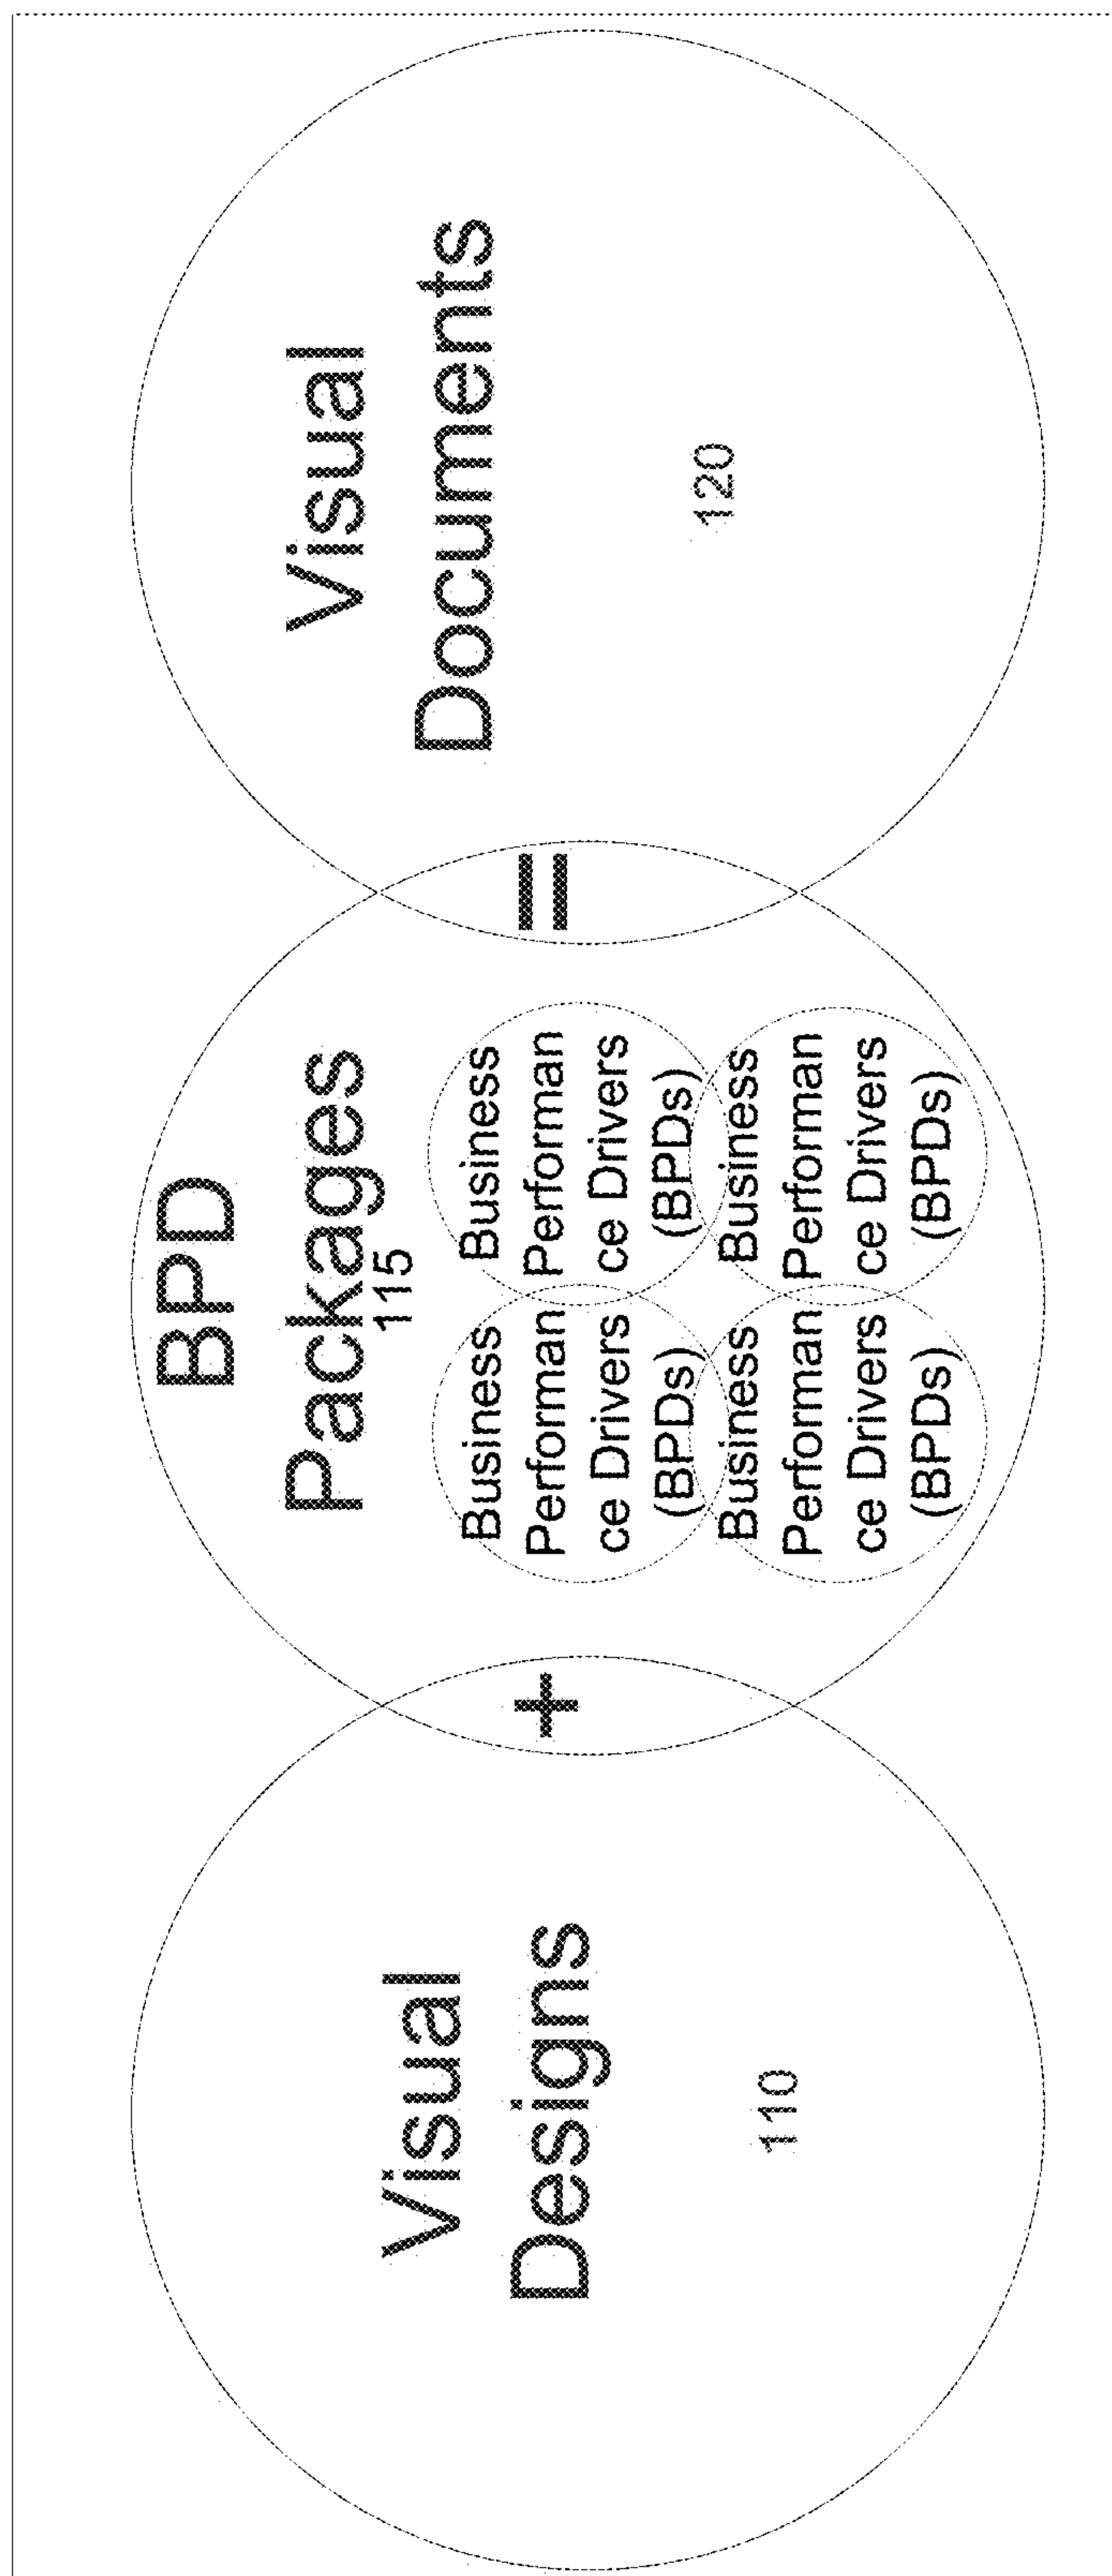 Visual
Designs
110
+
BPD
Packages
115
Business
Performan
ce Drivers
(BPDs)
Business
Performan
ce Drivers
(BPDs)
Business
Performan
ce Drivers
(BPDs)
Business
Performan
ce Drivers
(BPDs)
=
Visual
Documents
120